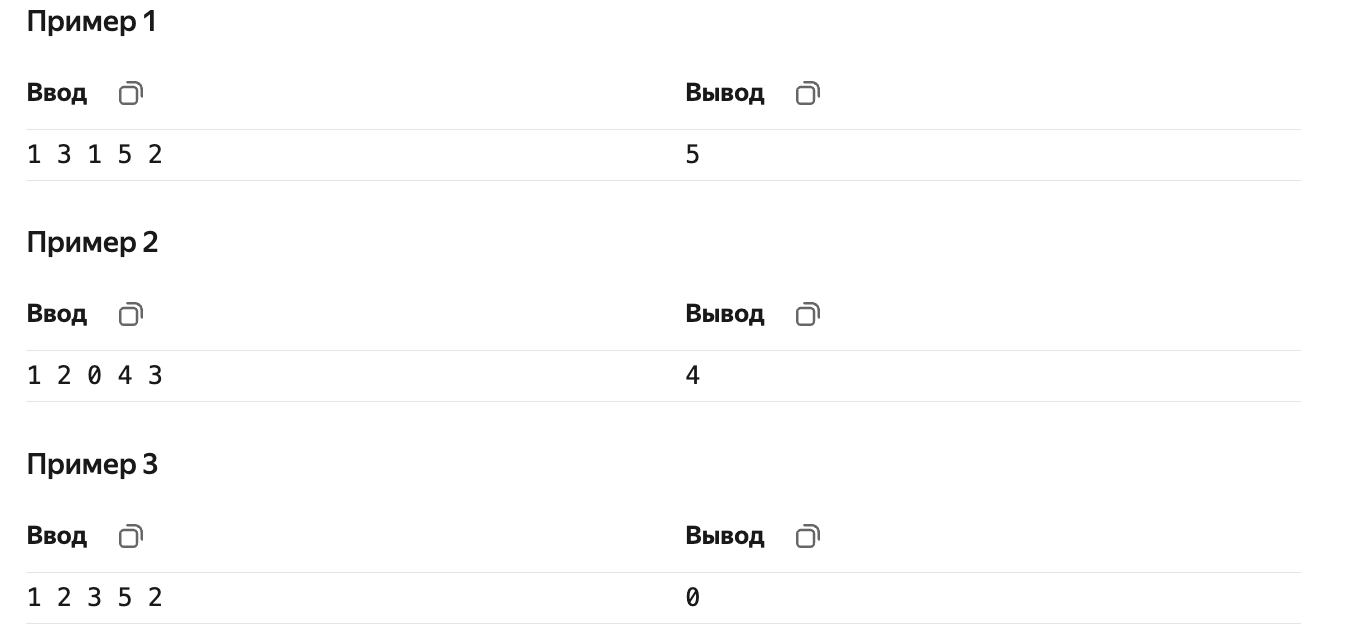 Пример 1
Ввод Вывод
1 3 1 5 2 5
Пример 2
Ввод Вывод
1 2 0 4 3 4
Пример 3
Ввод Вывод
1 2 3 5 2 0